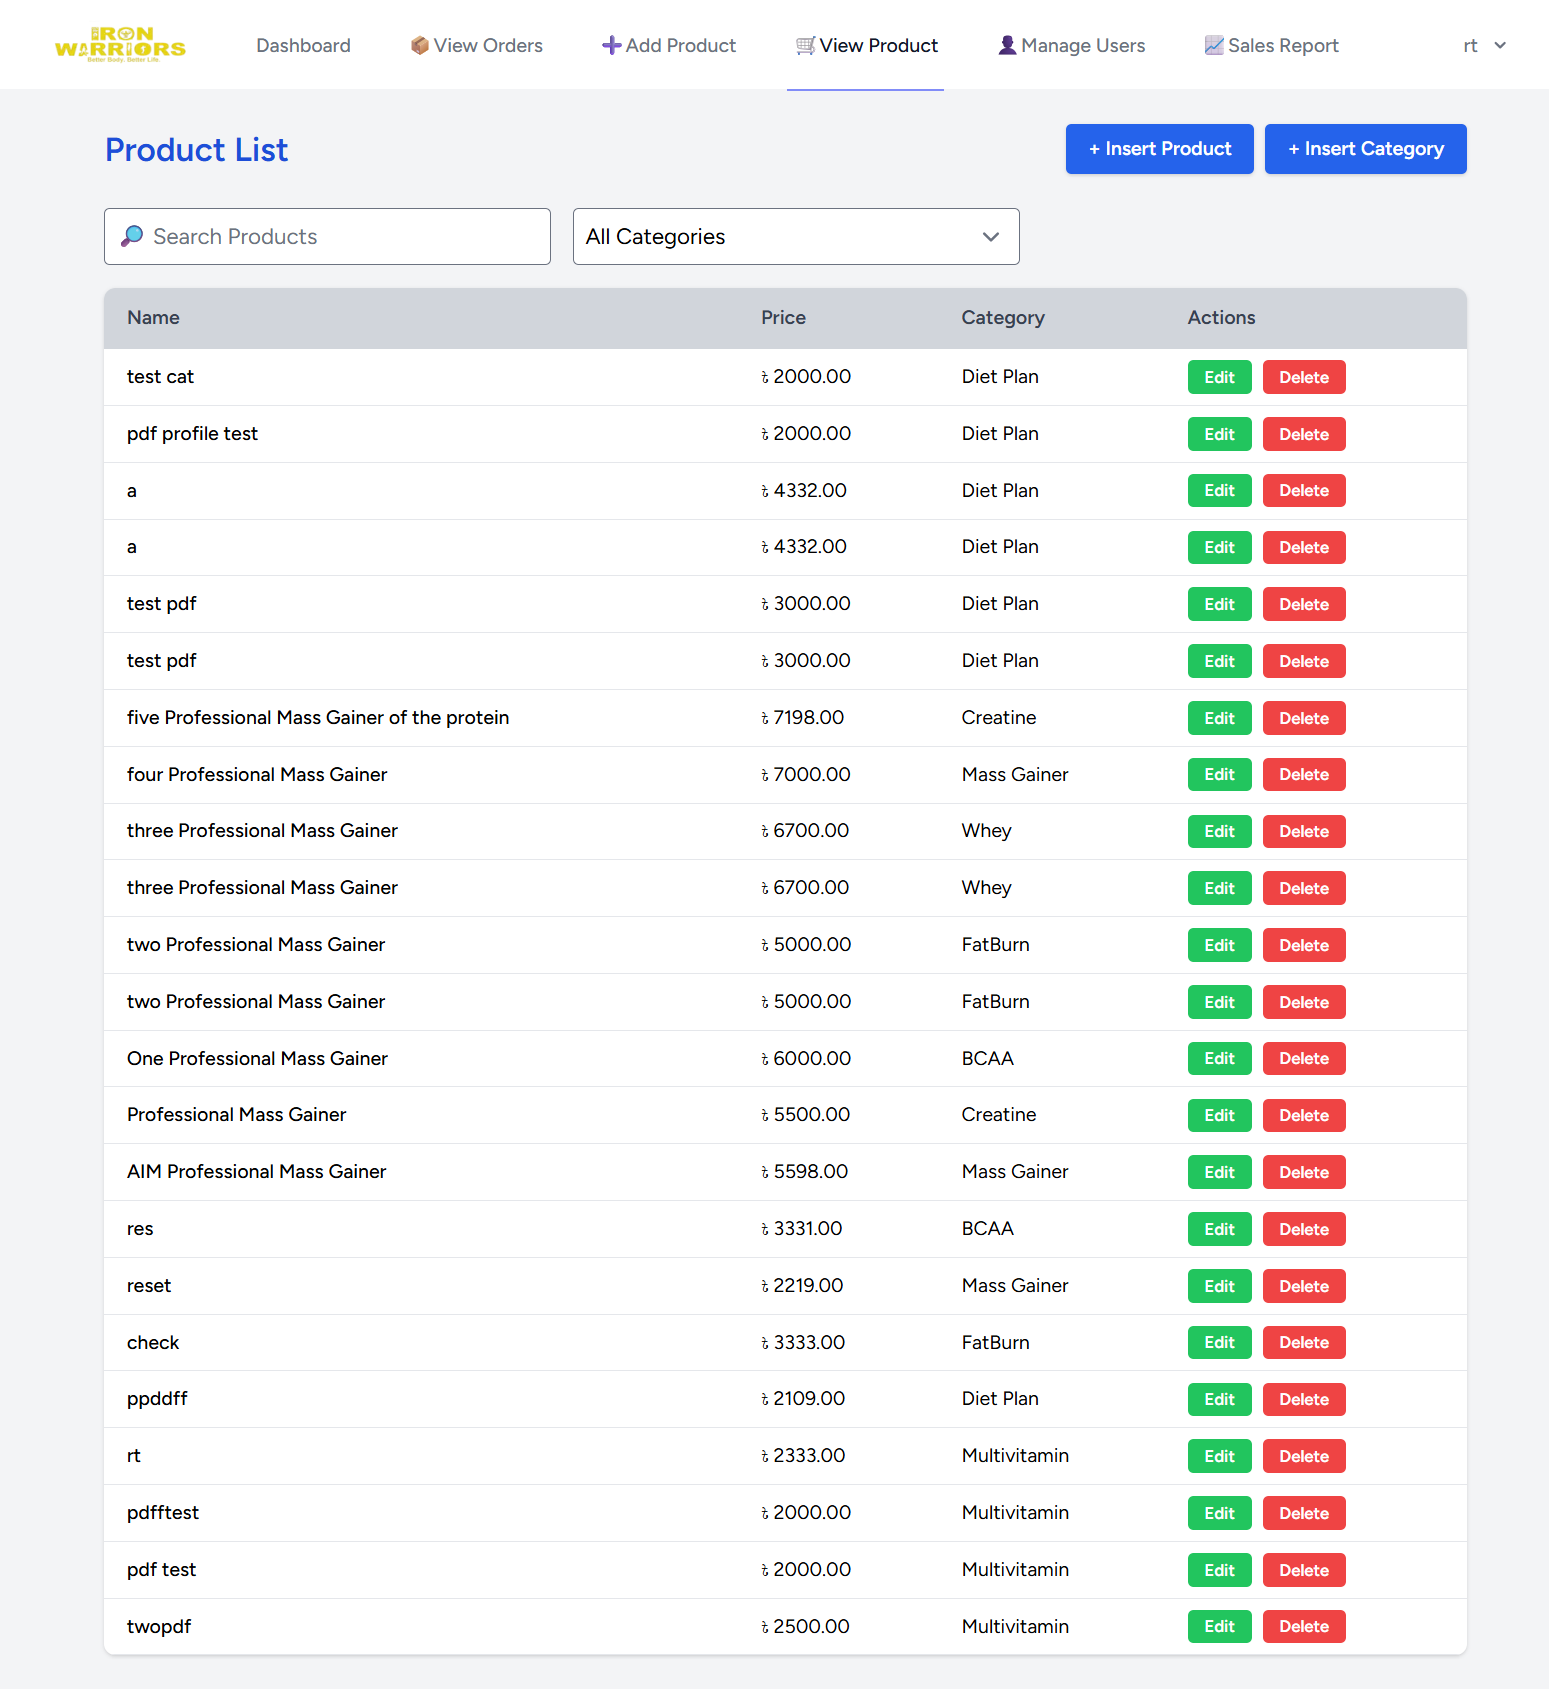 IRON
WARRIORS
Better Body. Better Life.
Dashboard
View Orders
Add Product
View Product
Manage Users
Sales Report
rt
Product List
+ Insert Product
+ Insert Category
Search Products
All Categories
Name Price Category Actions
test cat ৳ 2000.00 Diet Plan Edit Delete
pdf profile test ৳ 2000.00 Diet Plan Edit Delete
a ৳ 4332.00 Diet Plan Edit Delete
a ৳ 4332.00 Diet Plan Edit Delete
test pdf ৳ 3000.00 Diet Plan Edit Delete
test pdf ৳ 3000.00 Diet Plan Edit Delete
five Professional Mass Gainer of the protein ৳ 7198.00 Creatine Edit Delete
four Professional Mass Gainer ৳ 7000.00 Mass Gainer Edit Delete
three Professional Mass Gainer ৳ 6700.00 Whey Edit Delete
three Professional Mass Gainer ৳ 6700.00 Whey Edit Delete
two Professional Mass Gainer ৳ 5000.00 FatBurn Edit Delete
two Professional Mass Gainer ৳ 5000.00 FatBurn Edit Delete
One Professional Mass Gainer ৳ 6000.00 BCAA Edit Delete
Professional Mass Gainer ৳ 5500.00 Creatine Edit Delete
AIM Professional Mass Gainer ৳ 5598.00 Mass Gainer Edit Delete
res ৳ 3331.00 BCAA Edit Delete
reset ৳ 2219.00 Mass Gainer Edit Delete
check ৳ 3333.00 FatBurn Edit Delete
ppddff ৳ 2109.00 Diet Plan Edit Delete
rt ৳ 2333.00 Multivitamin Edit Delete
pdfftest ৳ 2000.00 Multivitamin Edit Delete
pdf test ৳ 2000.00 Multivitamin Edit Delete
twopdf ৳ 2500.00 Multivitamin Edit Delete